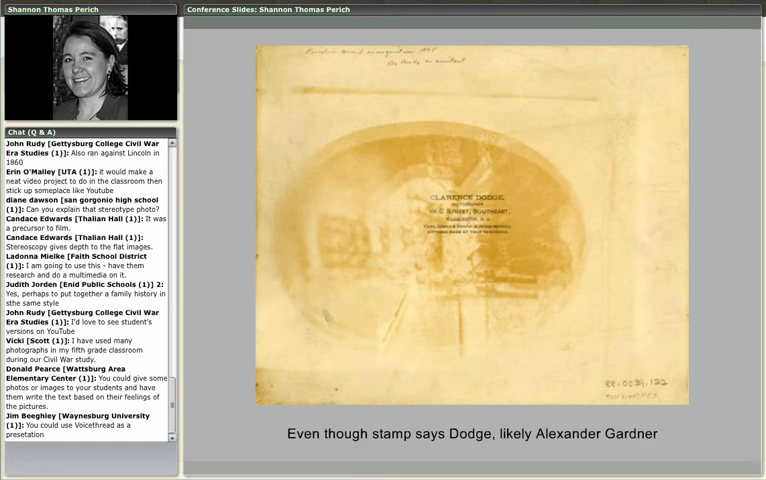 Shannon Thomas Perich
Chat (Q & A)
John Rudy [Gettysburg College Civil War
Era Studies (1)]: Also ran against Lincoln in
1860
Erin O'Malley [UTA (1)]: it would make a
neat video project to do in the classroom then
stick up someplace like Youtube
diane dawson [san gorgonio high school
(1)]: Can you explain that stereotype photo?
Candace Edwards [Thalian Hall (1)]: It was
a precursor to film.
Candace Edwards [Thalian Hall (1)]:
Stereoscopy gives depth to the flat images.
Ladonna Mielke [Faith School District
(1)]: I am going to use this - have them
research and do a multimedia on it.
Judith Jorden [Enid Public Schools (1)] 2:
Yes, perhaps to put together a family history in
sthe same style
John Rudy [Gettysburg College Civil War
Era Studies (1)]: I'd love to see student's
versions on YouTube
Vicki [Scott (1)]: I have used many
photographs in my fifth grade classroom
during our Civil War study.
Donald Pearce [Wattsburg Area
Elementary Center (1)]: You could give some
photos or images to your students and have
them write the text based on their feelings of
the pictures.
Jim Beeghley [Waynesburg University
(1)]: You could use Voicethread as a
presetation
Conference Slides: Shannon Thomas Perich
CLARENCE DODGE,
C STREET, SOUTHEAST,
Even though stamp says Dodge, likely Alexander Gardner